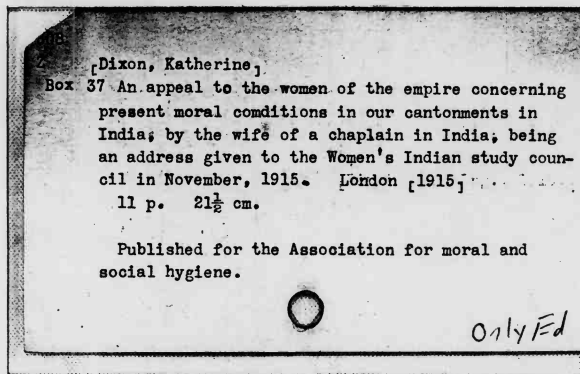 [Dixon, Katherine]
Box 37 An appeal to the women of the empire concerning
present moral comditions in our cantonments in
India; by the wife of a chaplain in India; being
an address given to the Women's Indian study coun-
cil in November, 1915. London [1915]
11 p. 21½ cm.
Published for the Association for moral and
social hygiene.
Only Ed